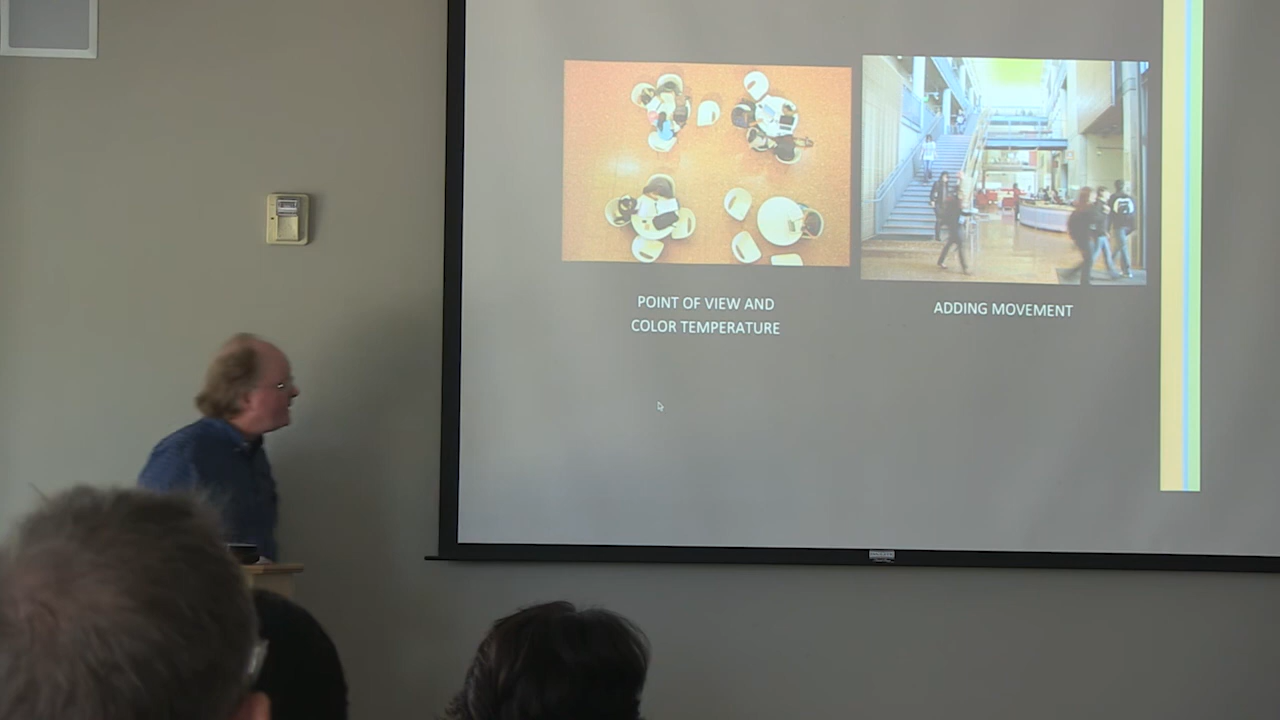 POINT OF VIEW AND
COLOR TEMPERATURE
ADDING MOVEMENT